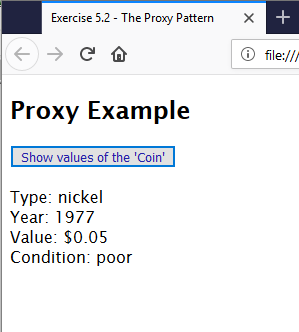 Exercise 5.2 - The Proxy Pattern
file:///
Proxy Example
Show values of the 'Coin'
Type: nickel
Year: 1977
Value: $0.05
Condition: poor